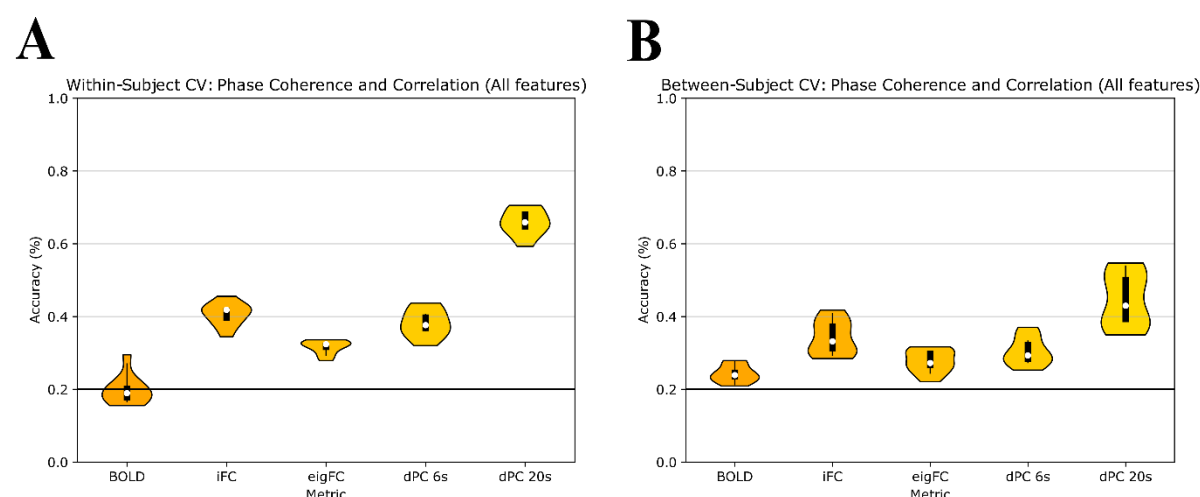 A
Within-Subject CV: Phase Coherence and Correlation (All features)
1.0
0.8
0.6
0.4
0.2
0.0
Accuracy (%)
BOLD
iFC
eigFC
dPC 6s
dPC 20s
Metric
B
Between-Subject CV: Phase Coherence and Correlation (All features)
1.0
0.8
0.6
0.4
0.2
0.0
Accuracy (%)
BOLD
iFC
eigFC
dPC 6s
dPC 20s
Metric